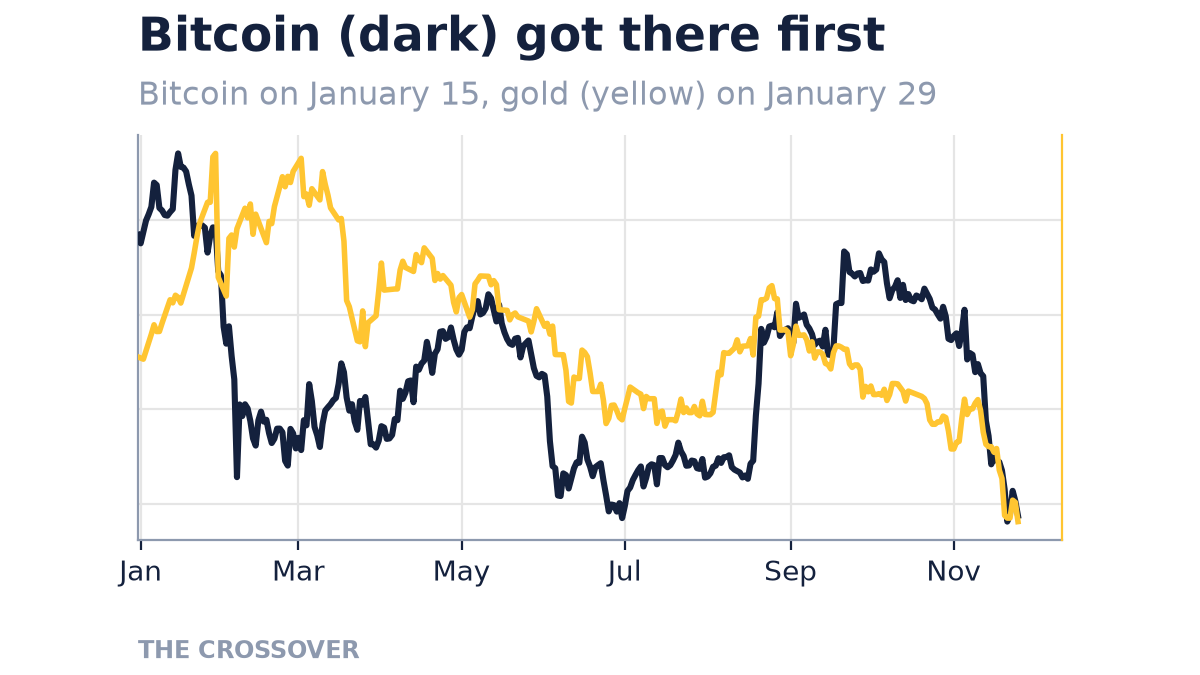 Bitcoin (dark) got there first
Bitcoin on January 15, gold (yellow) on January 29
Jan Mar May Jul Sep Nov
THE CROSSOVER